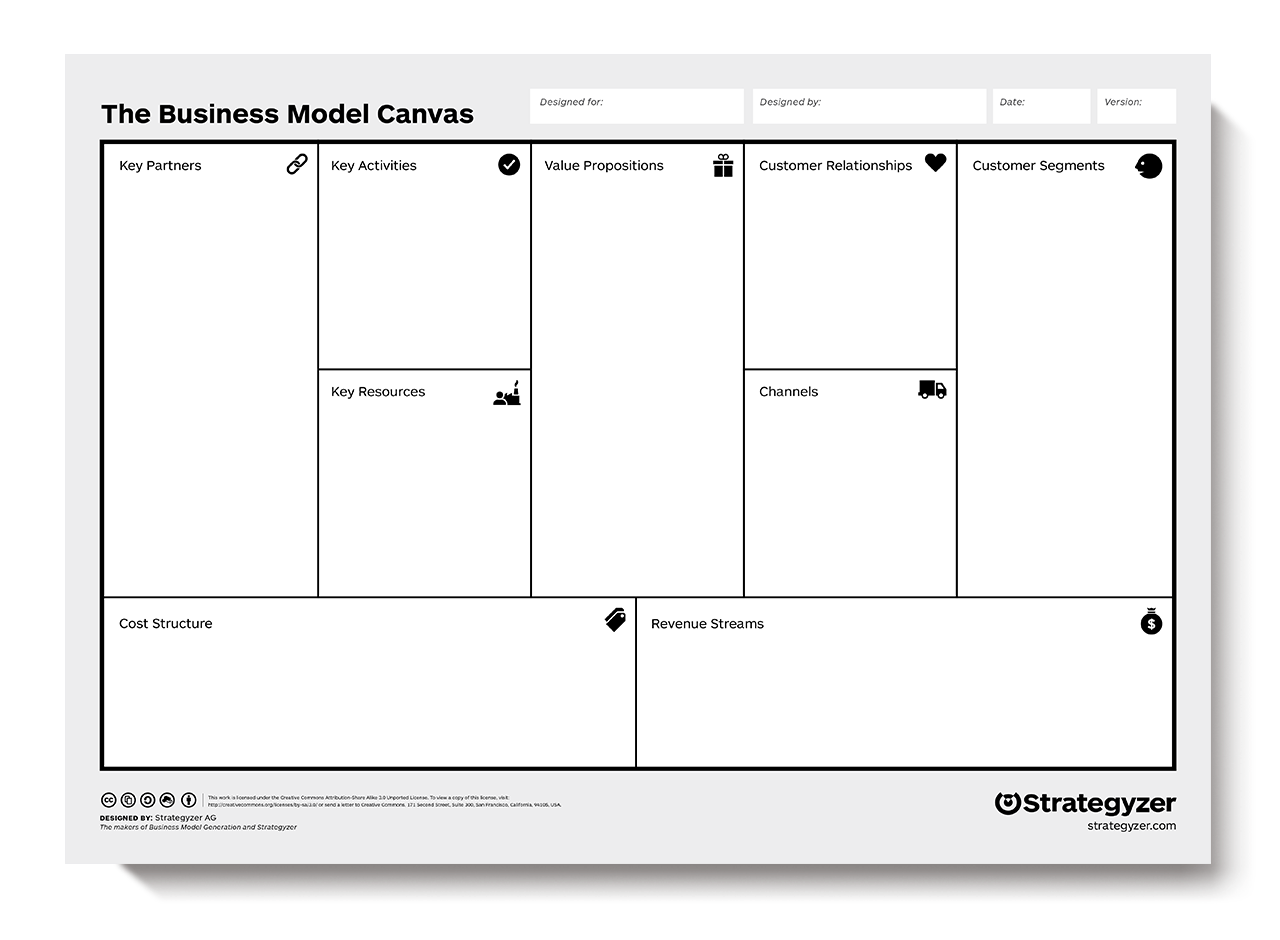 The Business Model Canvas
Designed for:
Designed by:
Date:
Version:
Key Partners
Key Activities
Value Propositions
Customer Relationships
Customer Segments
Key Resources
Channels
Cost Structure
Revenue Streams
$
cc
This work is licensed under the Creative Commons Attribution-Share Alike 3.0 Unported License. To view a copy of this license, visit:
http://creativecommons.org/licenses/by-sa/3.0/ or send a letter to Creative Commons, 171 Second Street, Suite 300, San Francisco, California, 94105, USA.
DESIGNED BY: Strategyzer AG
The makers of Business Model Generation and Strategyzer
Strategyzer
strategyzer.com